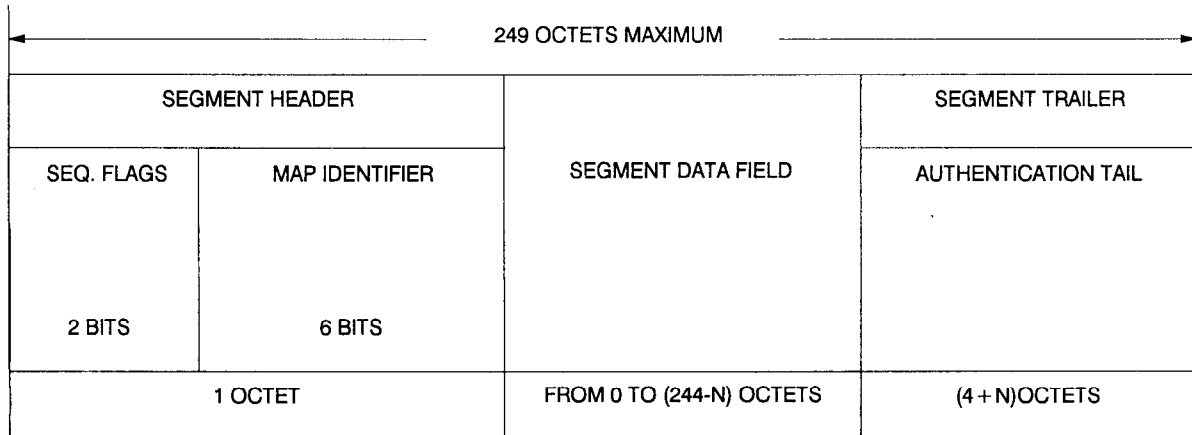 249 OCTETS MAXIMUM
SEGMENT HEADER
SEGMENT DATA FIELD
SEGMENT TRAILER
SEQ. FLAGS
MAP IDENTIFIER
AUTHENTICATION TAIL
2 BITS
6 BITS
1 OCTET
FROM 0 TO (244-N) OCTETS
(4+N)OCTETS